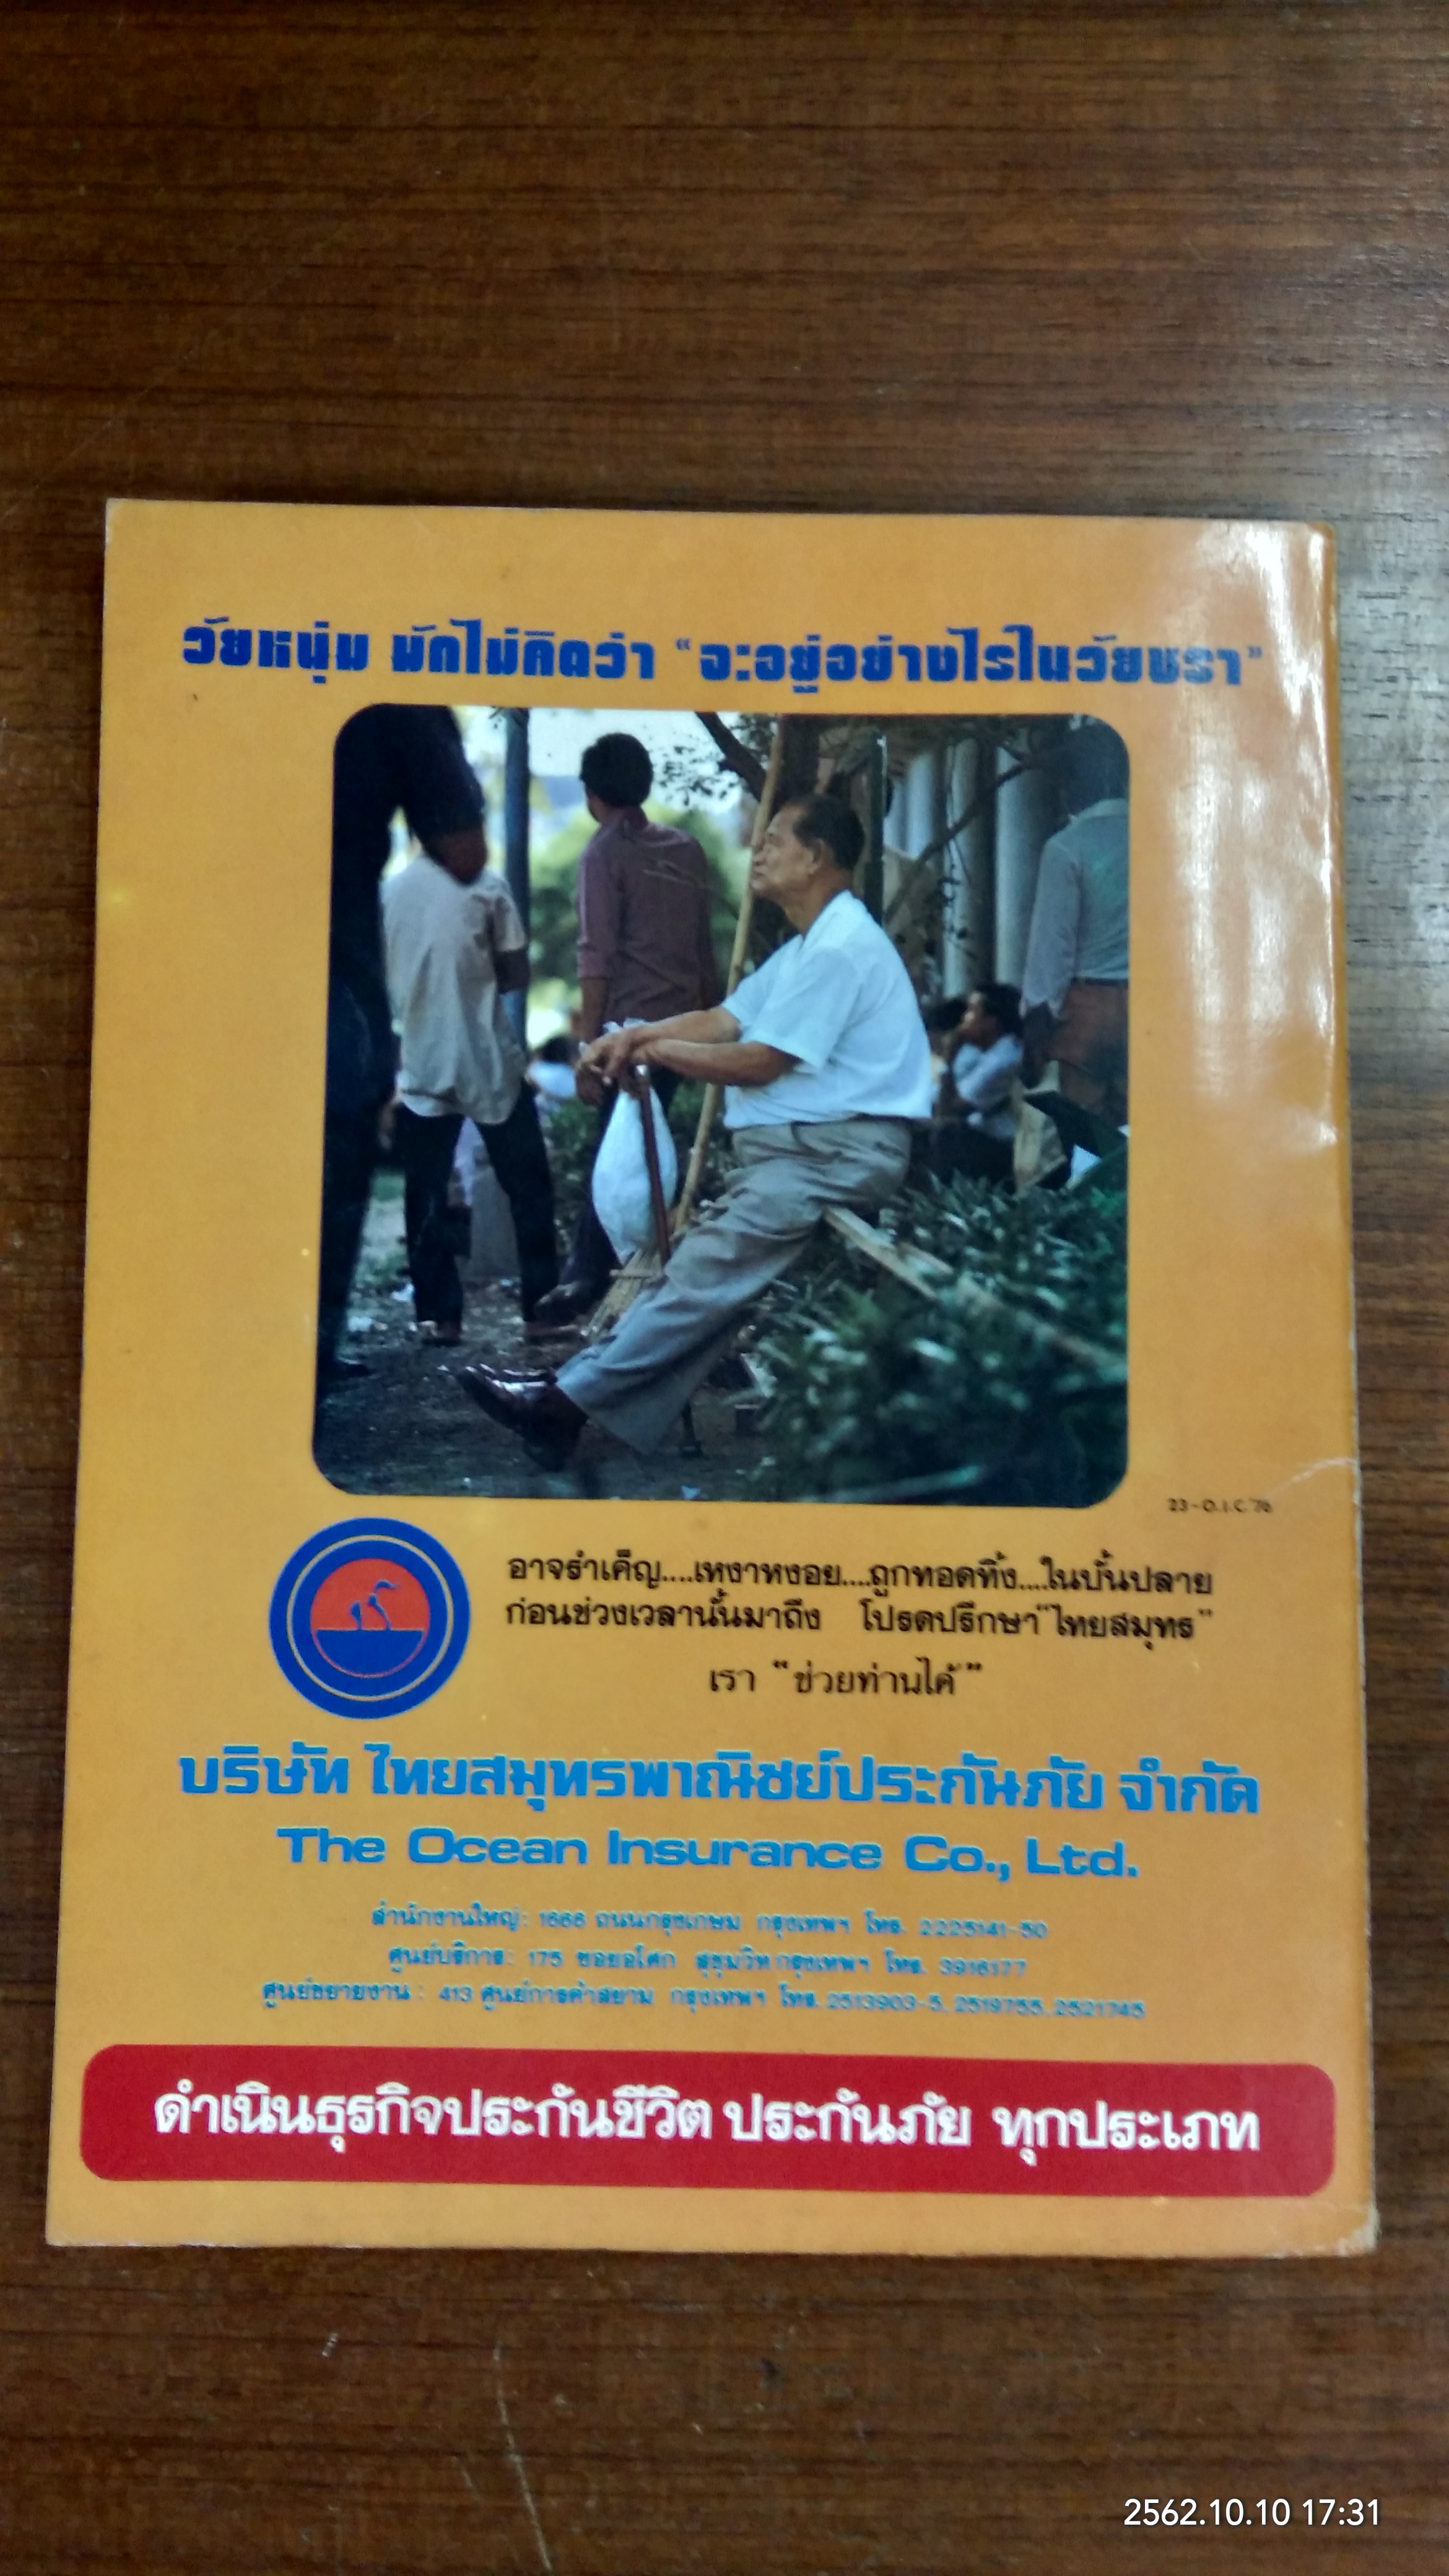 วัยหนุ่ม มักไม่คิดว่า “จะอยู่อย่างไรในวัยชรา”
23-O.I.C.'76
อาจรำเค็ญ....เหงาหงอย....ถูกทอดทิ้ง....ในบั้นปลาย
ก่อนช่วงเวลานั้นมาถึง โปรดปรึกษา“ไทยสมุทร”
เรา “ช่วยท่านได้”
บริษัท ไทยสมุทรพาณิชย์ประกันภัย จำกัด
The Ocean Insurance Co., Ltd.
สำนักงานใหญ่: 1666 ถนนกรุงเกษม กรุงเทพฯ โทร. 2225141-50
ศูนย์บริการ: 175 ซอยอโศก สุขุมวิท กรุงเทพฯ โทร. 3916177
ศูนย์ขยายงาน: 413 ศูนย์การค้าสยาม กรุงเทพฯ โทร. 2513903-5, 2519755, 2521745
ดำเนินธุรกิจประกันชีวิต ประกันภัย ทุกประเภท
2562.10.10 17:31